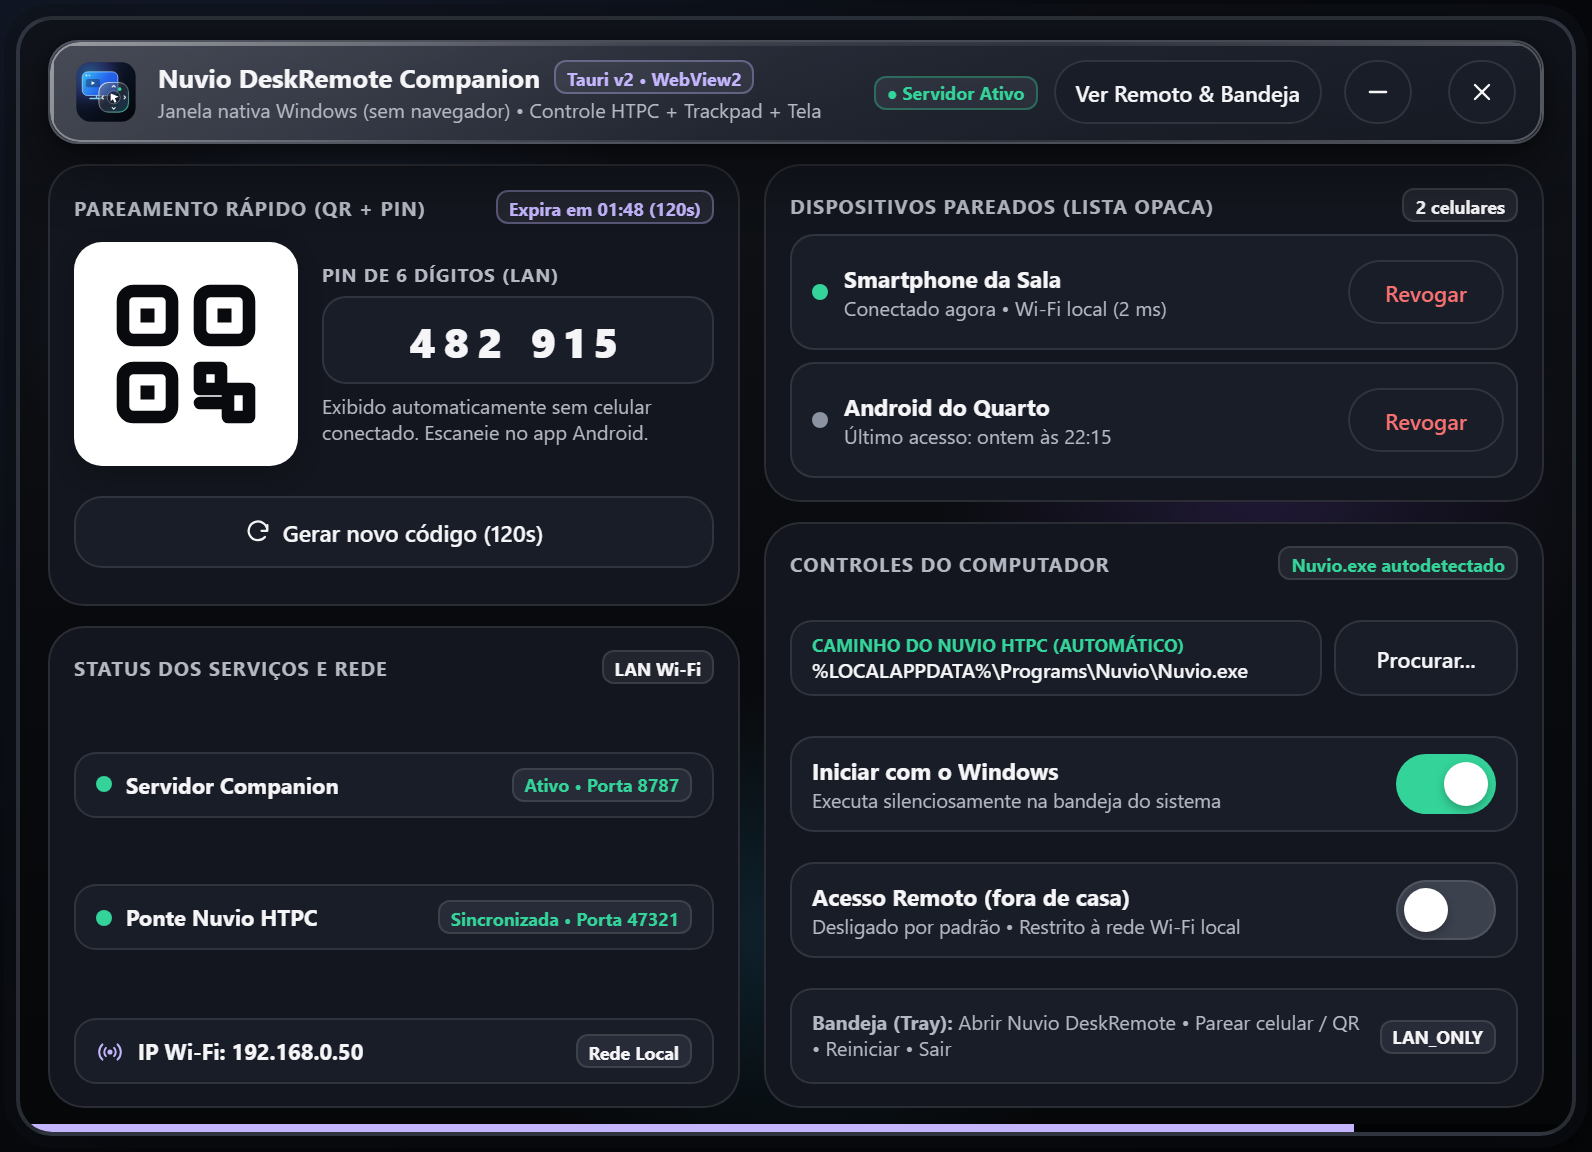 Nuvio DeskRemote Companion
Tauri v2 • WebView2
Janela nativa Windows (sem navegador) • Controle HTPC + Trackpad + Tela
• Servidor Ativo
Ver Remoto & Bandeja
PAREAMENTO RÁPIDO (QR + PIN)
Expira em 01:48 (120s)
PIN DE 6 DÍGITOS (LAN)
482 915
Exibido automaticamente sem celular
conectado. Escaneie no app Android.
Gerar novo código (120s)
STATUS DOS SERVIÇOS E REDE
LAN Wi-Fi
Servidor Companion
Ativo • Porta 8787
Ponte Nuvio HTPC
Sincronizada • Porta 47321
IP Wi-Fi: 192.168.0.50
Rede Local
DISPOSITIVOS PAREADOS (LISTA OPACA)
2 celulares
Smartphone da Sala
Conectado agora • Wi-Fi local (2 ms)
Revogar
Android do Quarto
Último acesso: ontem às 22:15
Revogar
CONTROLES DO COMPUTADOR
Nuvio.exe autodetectado
CAMINHO DO NUVIO HTPC (AUTOMÁTICO)
%LOCALAPPDATA%\Programs\Nuvio\Nuvio.exe
Procurar...
Iniciar com o Windows
Executa silenciosamente na bandeja do sistema
Acesso Remoto (fora de casa)
Desligado por padrão • Restrito à rede Wi-Fi local
Bandeja (Tray): Abrir Nuvio DeskRemote • Parear celular / QR
• Reiniciar • Sair
LAN_ONLY